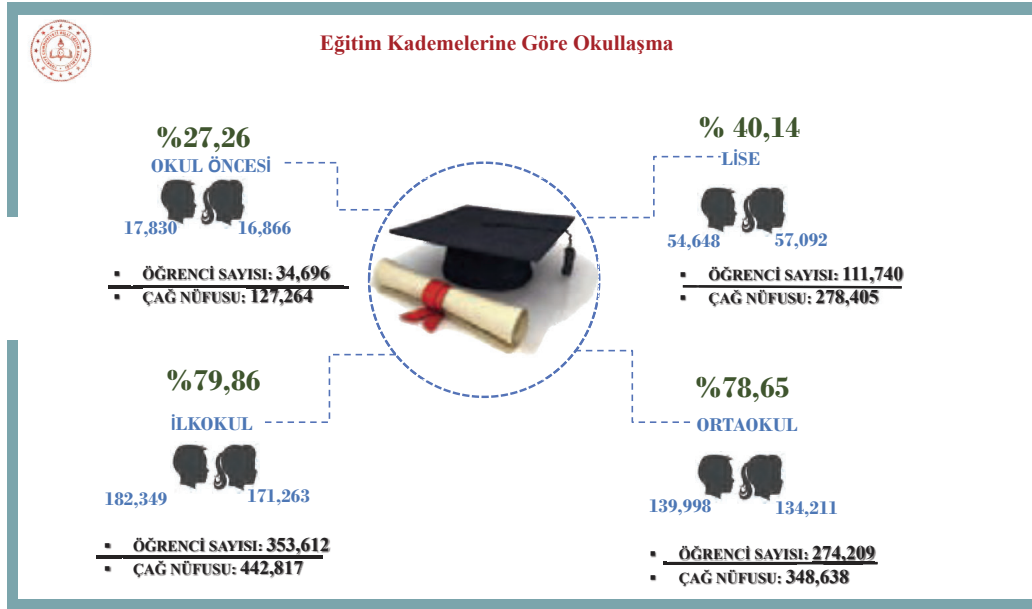 Eğitim Kademelerine Göre Okullaşma
%27,26
OKUL ÖNCESİ
17,830 16,866
▪ ÖĞRENCİ SAYISI: 34,696
▪ ÇAĞ NÜFUSU: 127,264
% 40,14
LİSE
54,648 57,092
▪ ÖĞRENCİ SAYISI: 111,740
▪ ÇAĞ NÜFUSU: 278,405
%79,86
İLKOKUL
182,349 171,263
▪ ÖĞRENCİ SAYISI: 353,612
▪ ÇAĞ NÜFUSU: 442,817
%78,65
ORTAOKUL
139,998 134,211
▪ ÖĞRENCİ SAYISI: 274,209
▪ ÇAĞ NÜFUSU: 348,638